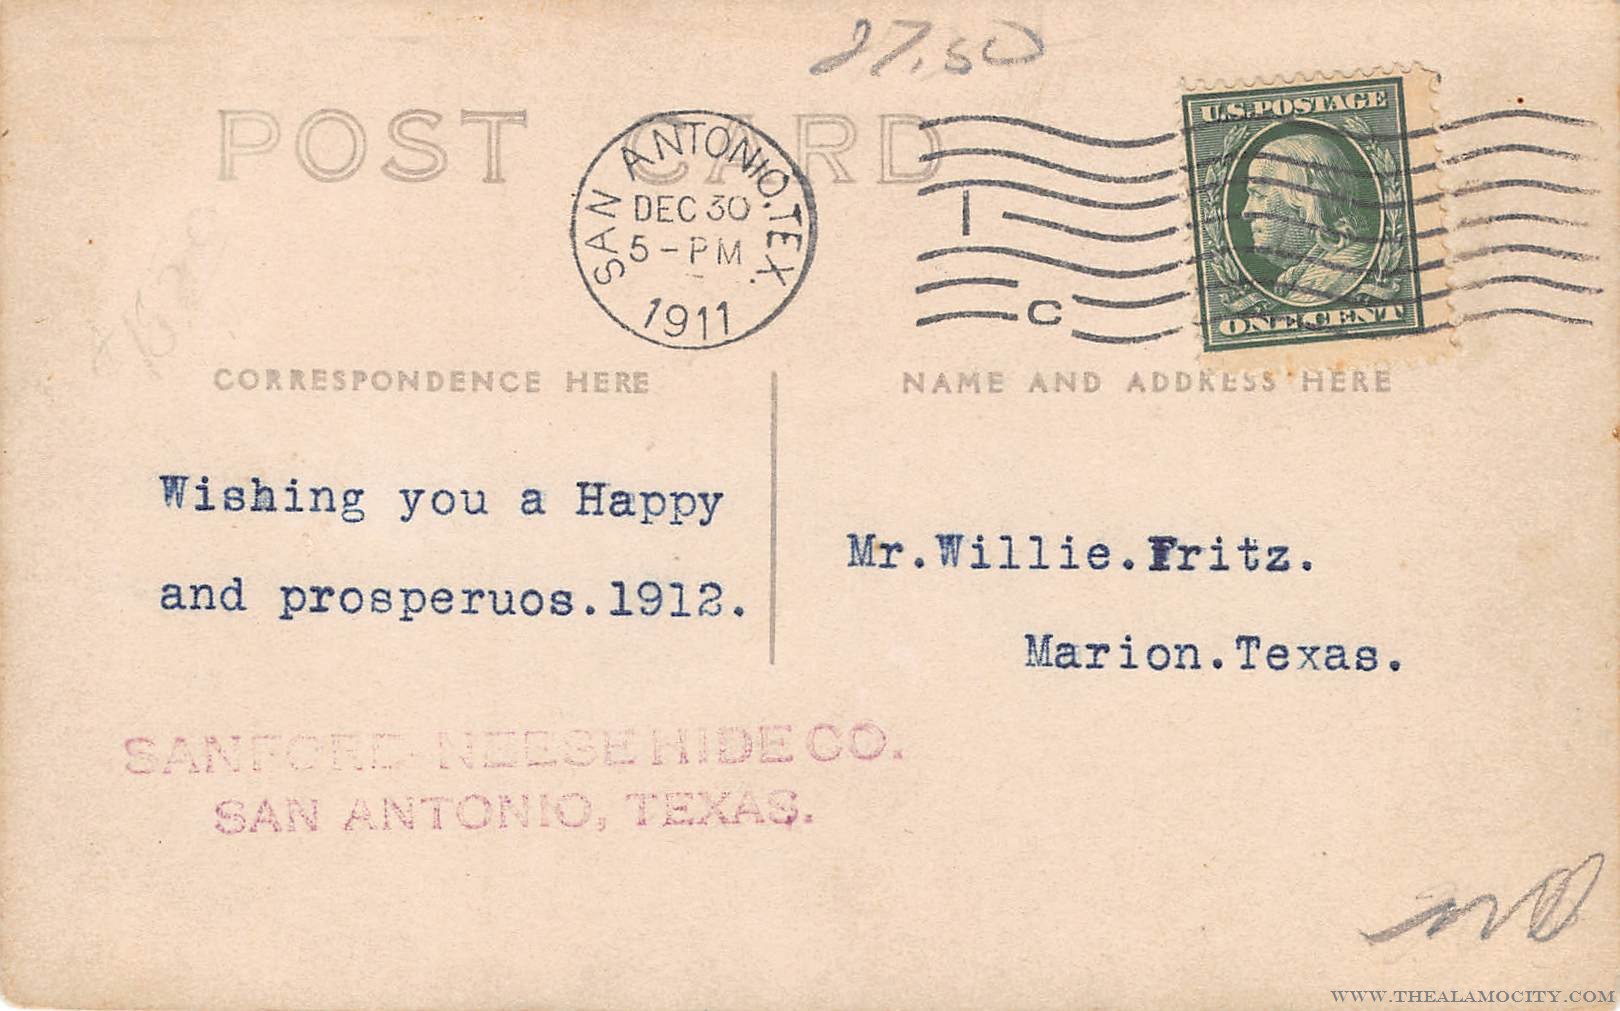 27.50
POST CARD
SAN ANTONIO. TEX.
DEC 30
5-PM
1911
1
C
U.S. POSTAGE
ONE CENT
CORRESPONDENCE HERE
NAME AND ADDRESS HERE
Wishing you a Happy
and prosperuos.1912.
Mr.Willie.Fritz.
Marion.Texas.
SANFORD-NEESE HIDE CO.
SAN ANTONIO, TEXAS.
WWW.THEALAMOCITY.COM